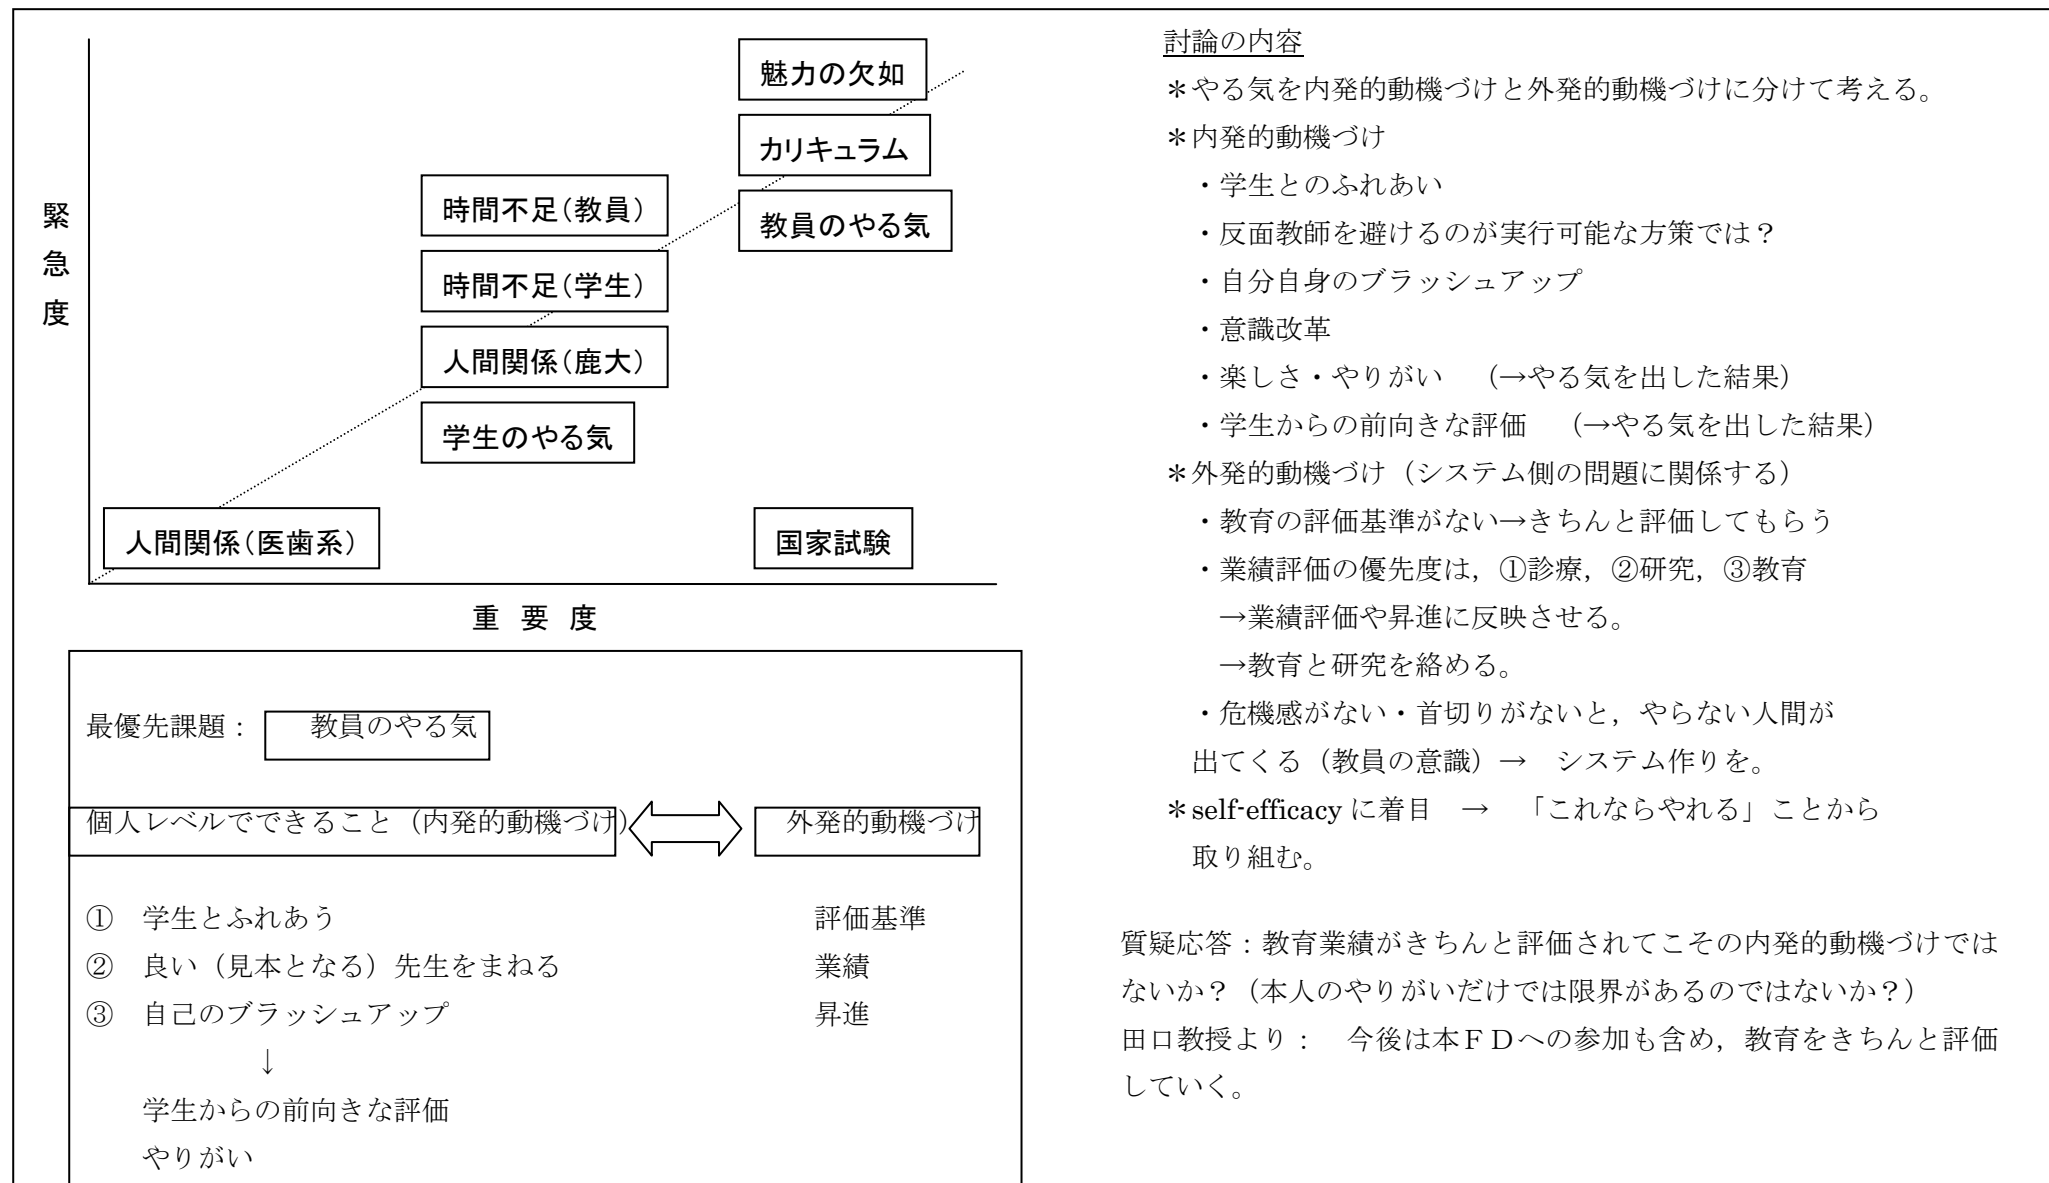 緊急度
魅力の欠如
カリキュラム
教員のやる気
時間不足(教員)
時間不足(学生)
人間関係(鹿大)
学生のやる気
人間関係(医歯系)
国家試験
重 要 度
最優先課題： 教員のやる気
個人レベルでできること（内発的動機づけ） 外発的動機づけ
① 学生とふれあう 評価基準
② 良い（見本となる）先生をまねる 業績
③ 自己のブラッシュアップ 昇進
↓
学生からの前向きな評価
やりがい
討論の内容
＊やる気を内発的動機づけと外発的動機づけに分けて考える。
＊内発的動機づけ
・学生とのふれあい
・反面教師を避けるのが実行可能な方策では？
・自分自身のブラッシュアップ
・意識改革
・楽しさ・やりがい （→やる気を出した結果）
・学生からの前向きな評価 （→やる気を出した結果）
＊外発的動機づけ（システム側の問題に関係する）
・教育の評価基準がない→きちんと評価してもらう
・業績評価の優先度は，①診療，②研究，③教育
→業績評価や昇進に反映させる。
→教育と研究を絡める。
・危機感がない・首切りがないと，やらない人間が
出てくる（教員の意識）→ システム作りを。
＊self-efficacy に着目 → 「これならやれる」ことから
取り組む。
質疑応答：教育業績がきちんと評価されてこその内発的動機づけでは
ないか？（本人のやりがいだけでは限界があるのではないか？）
田口教授より： 今後は本ＦＤへの参加も含め，教育をきちんと評価
していく。